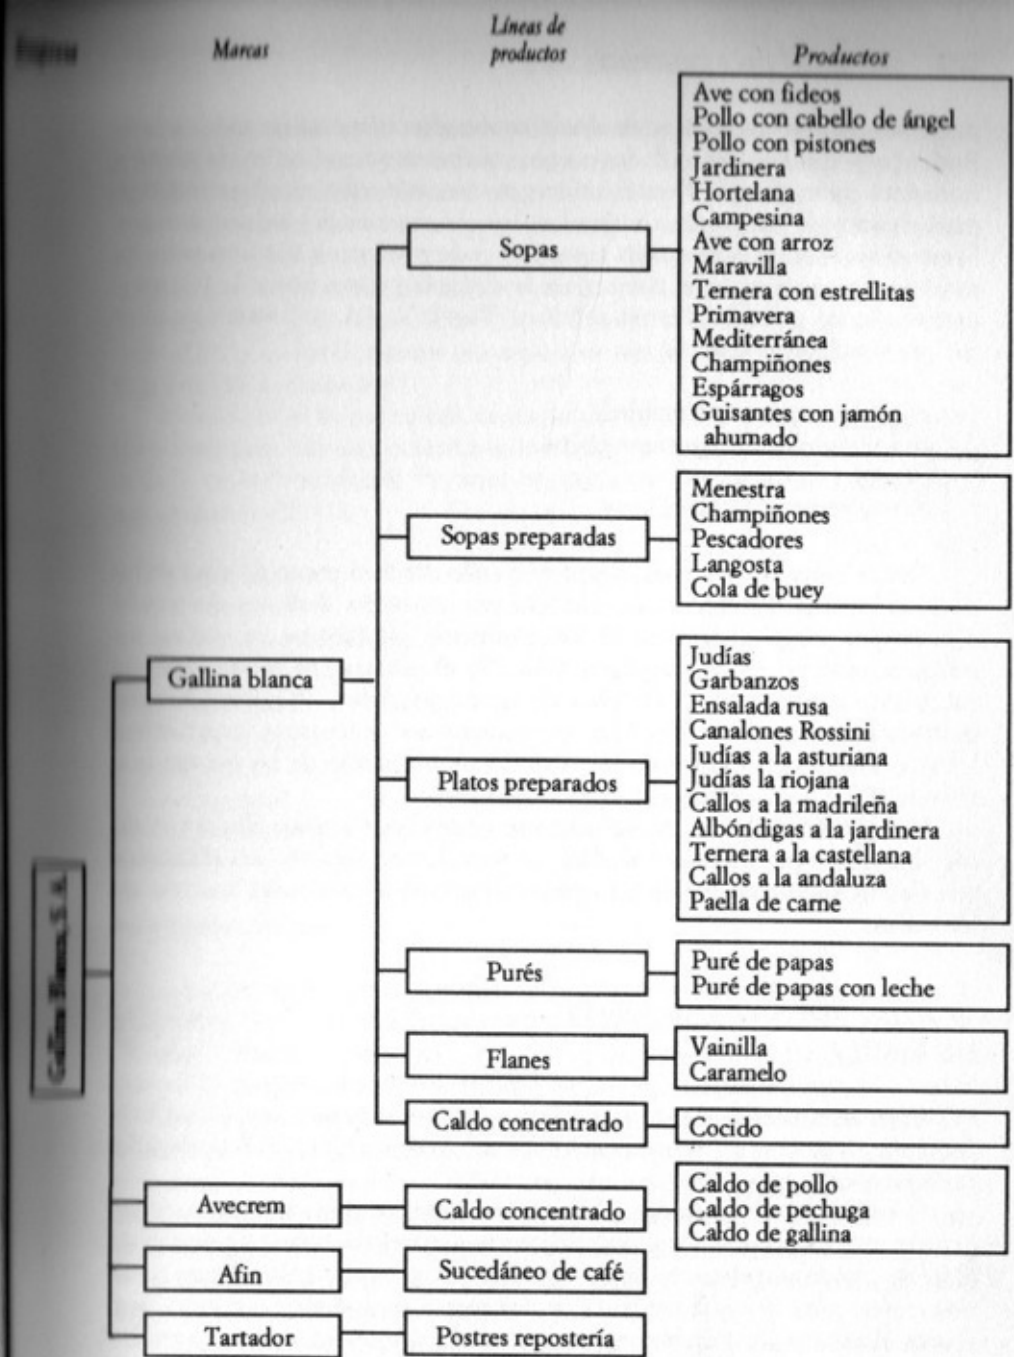 Empresa
Marcas
Líneas de
productos
Productos
Sopas
Ave con fideos
Pollo con cabello de ángel
Pollo con pistones
Jardinera
Hortelana
Campesina
Ave con arroz
Maravilla
Ternera con estrellitas
Primavera
Mediterránea
Champiñones
Espárragos
Guisantes con jamón
ahumado
Sopas preparadas
Menestra
Champiñones
Pescadores
Langosta
Cola de buey
Gallina blanca
Platos preparados
Judías
Garbanzos
Ensalada rusa
Canalones Rossini
Judías a la asturiana
Judías la riojana
Callos a la madrileña
Albóndigas a la jardinera
Ternera a la castellana
Callos a la andaluza
Paella de carne
Gallina Blanca, S. A.
Purés
Puré de papas
Puré de papas con leche
Flanes
Vainilla
Caramelo
Caldo concentrado
Cocido
Avecrem
Caldo concentrado
Caldo de pollo
Caldo de pechuga
Caldo de gallina
Afin
Sucedáneo de café
Tartador
Postres repostería